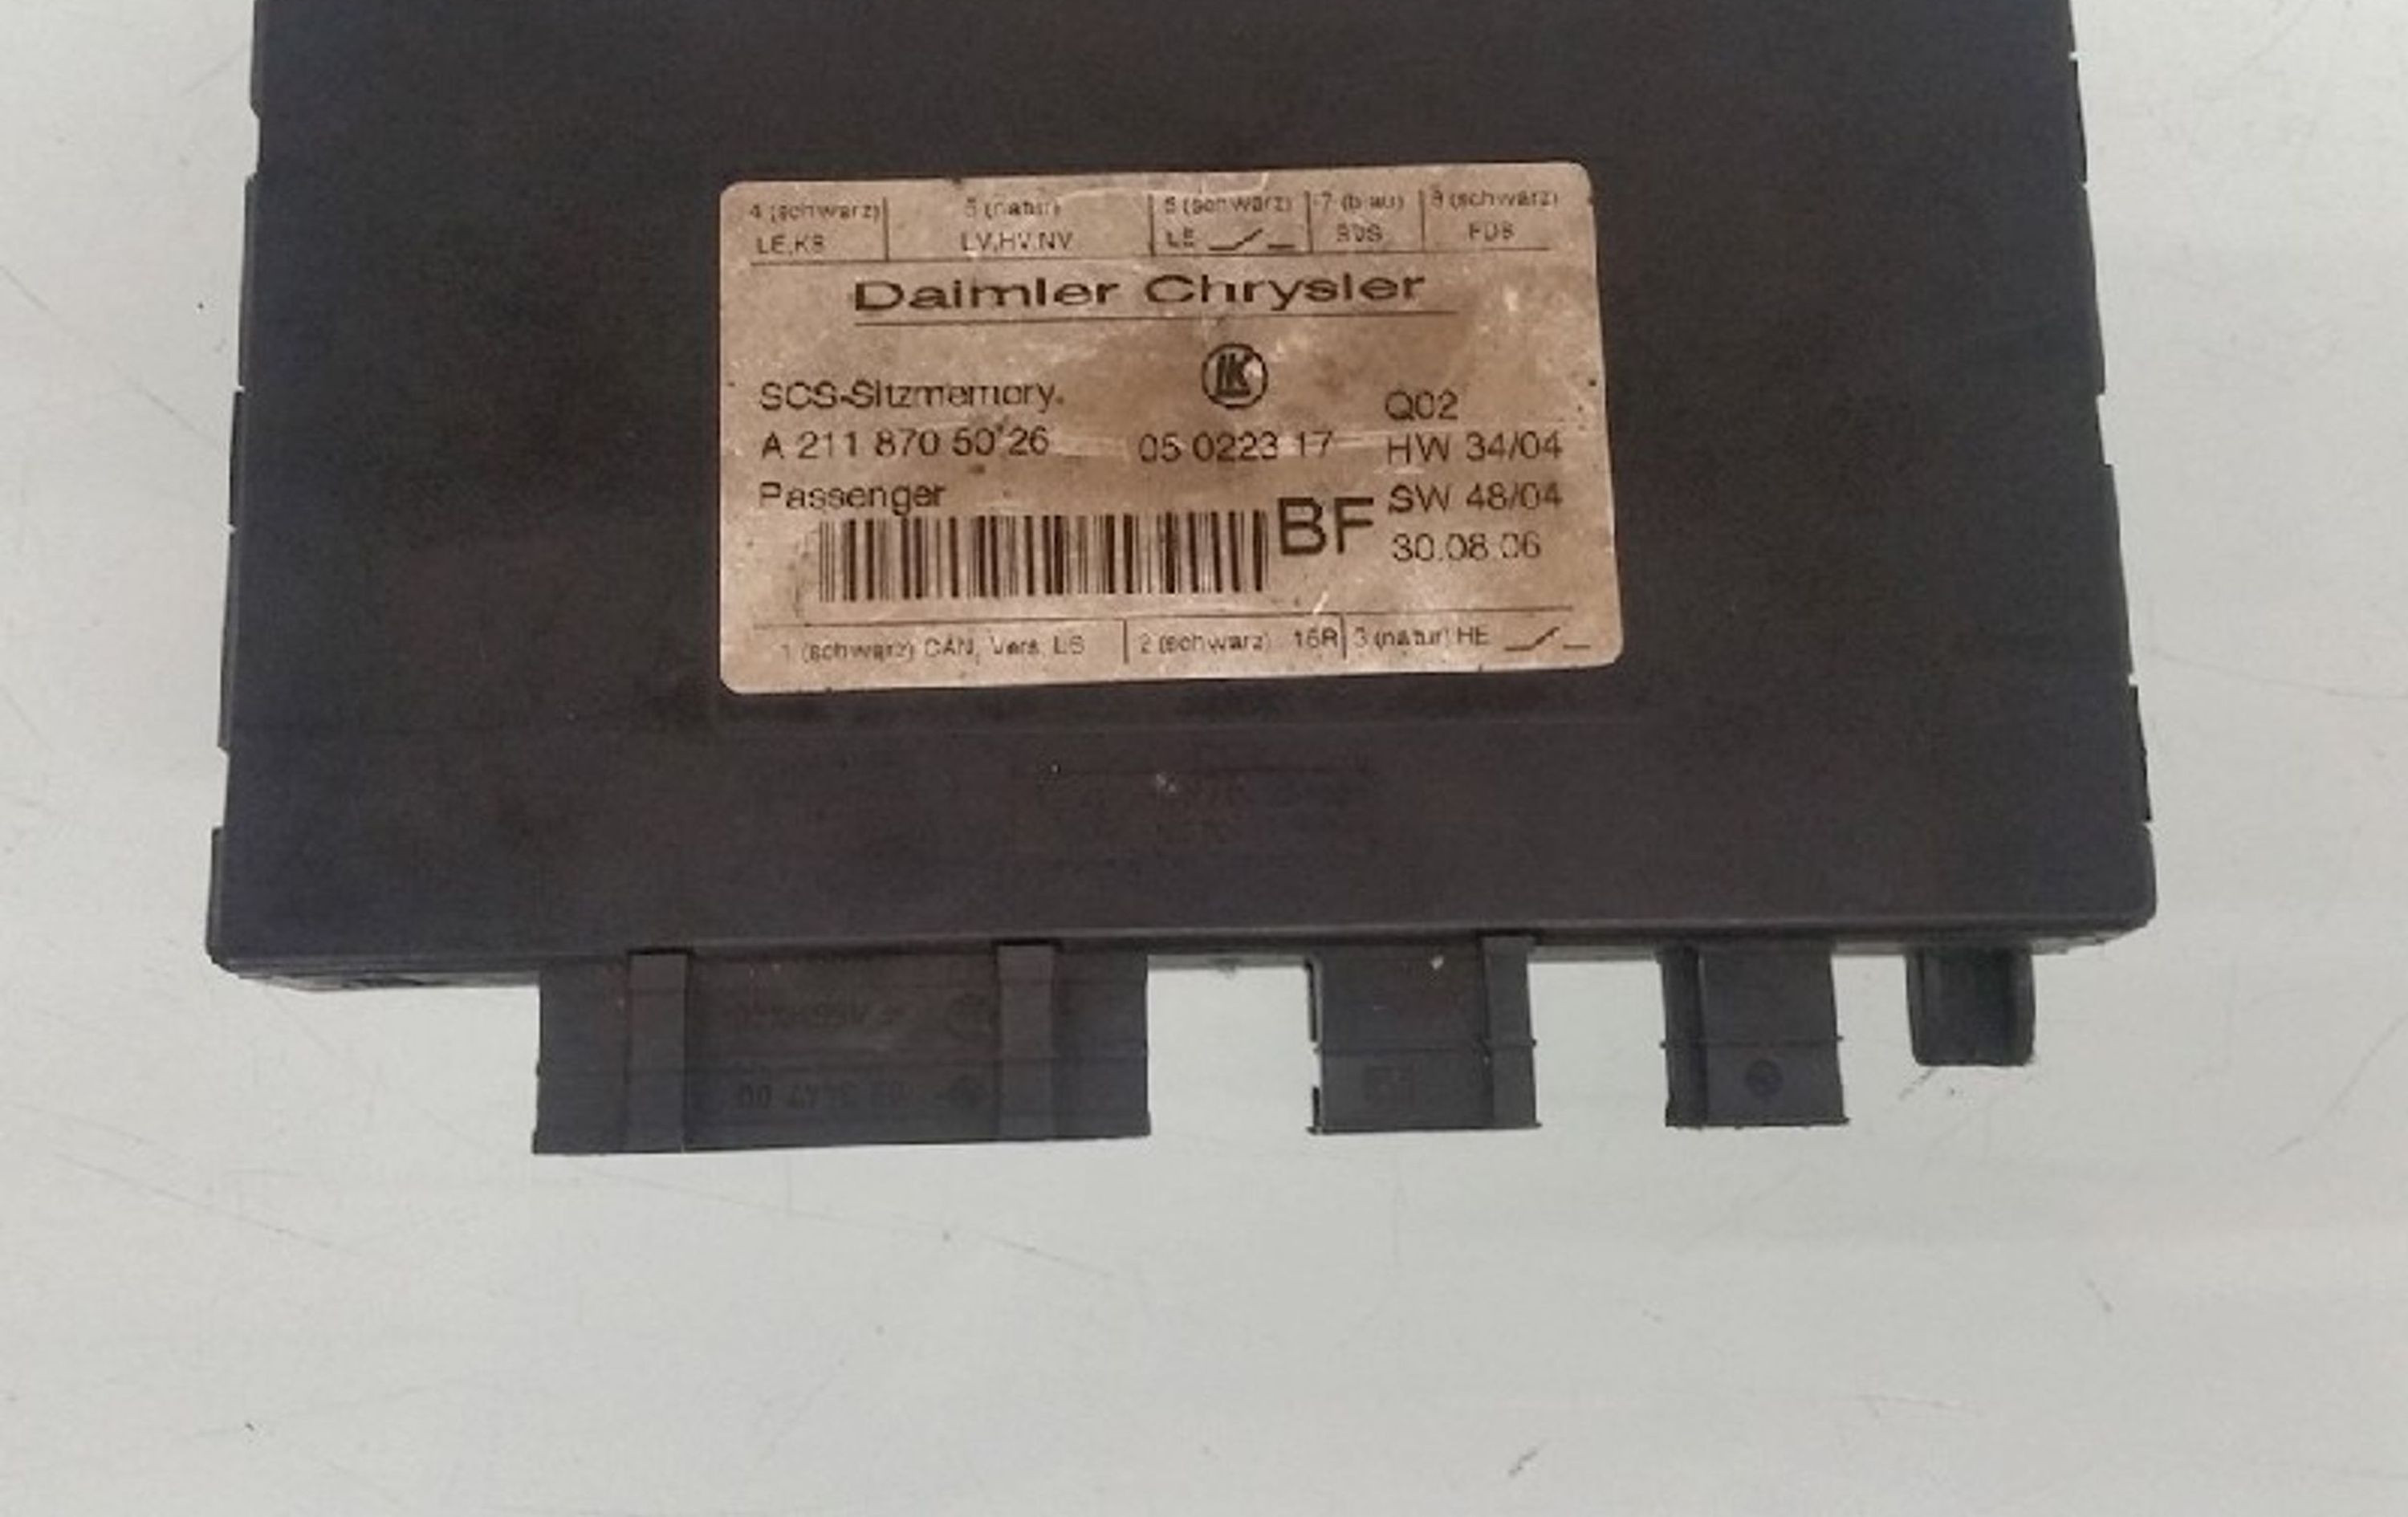 4 (schwarz) 5 (natur) 6 (schwarz) 7 (blau) 8 (schwarz)
LE,KS LV,HV,NV LE SDS FDS
Daimler Chrysler
SCS-Sitzmemory. Q02
A 211 870 50 26 05 0223 17 HW 34/04
Passenger BF SW 48/04
30.08.06
1 (schwarz) CAN, Vers. LS 2 (schwarz) 15R 3 (natur) HE